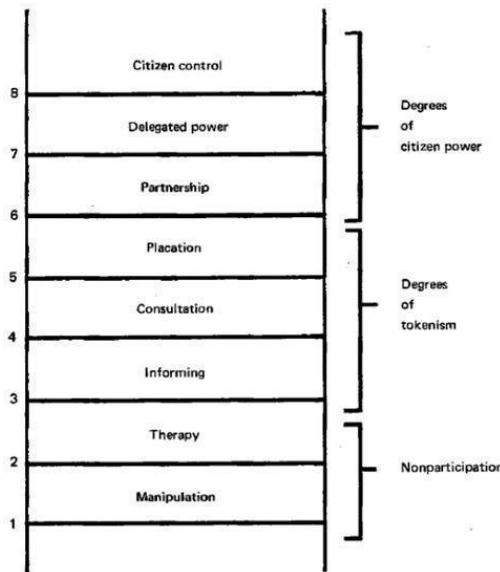 Citizen control
8
Delegated power
7
Partnership
6
Placation
5
Consultation
4
Informing
3
Therapy
2
Manipulation
1
Degrees
of
citizen power
Degrees
of
tokenism
Nonparticipation